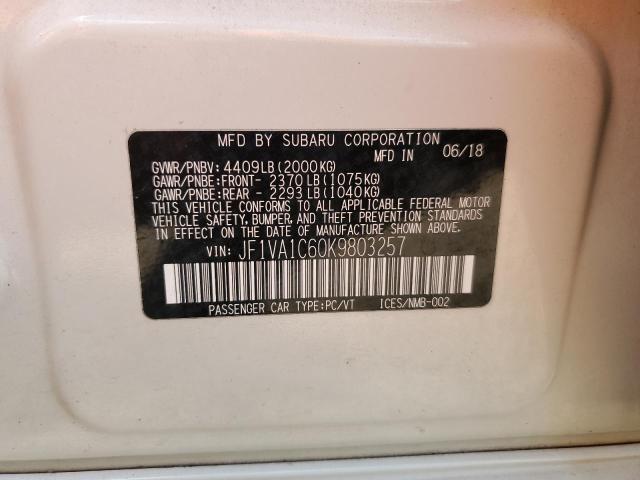 MFD BY SUBARU CORPORATION
MFD IN 06/18
GVWR/PNBV: 4409LB(2000KG)
GAWR/PNBE:FRONT- 2370LB(1075KG)
GAWR/PNBE:REAR - 2293LB(1040KG)
THIS VEHICLE CONFORMS TO ALL APPLICABLE FEDERAL MOTOR
VEHICLE SAFETY, BUMPER, AND THEFT PREVENTION STANDARDS
IN EFFECT ON THE DATE OF MANUFACTURE SHOWN ABOVE.
VIN: JF1VA1C60K9803257
PASSENGER CAR TYPE:PC/VT ICES/NMB-002